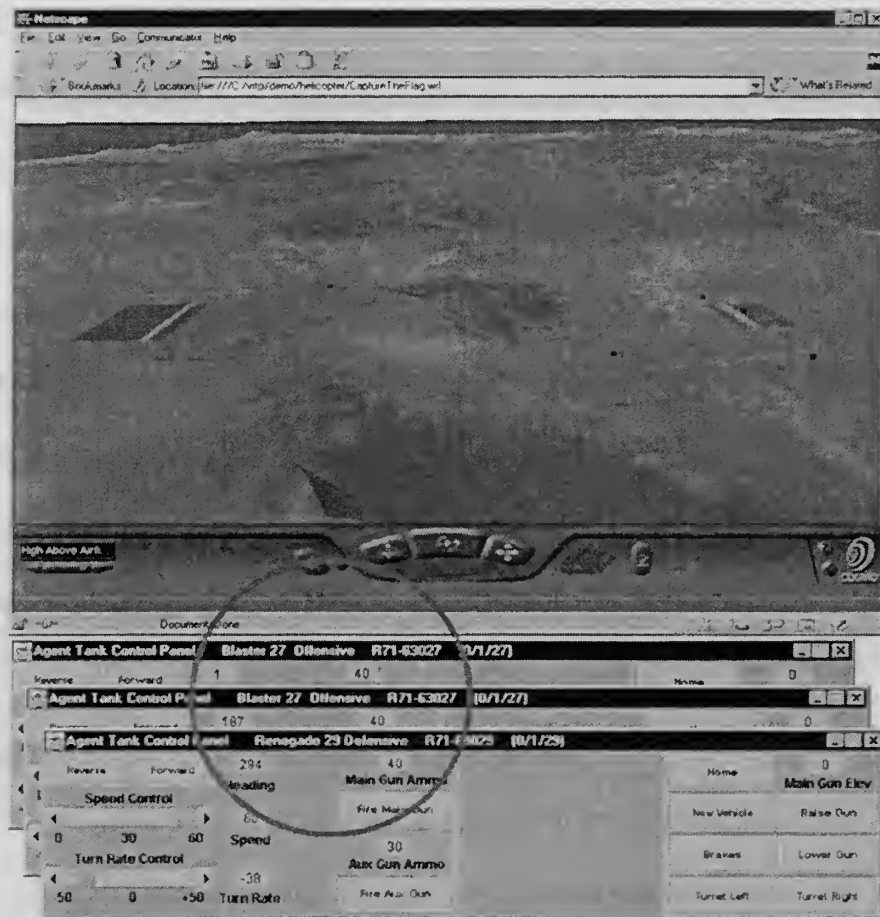 Netscape
File Edit View Go Communicator Help
Bookmarks Location: file:///C:/vrtp/demo/helicopter/CaptureTheFlag.wrl What's Related
High Above Airfi
Document: Done
Agent Tank Control Panel Blaster 27 Offensive R71-63027 (0/1/27)
Reverse Forward 1 40 Home 0
Agent Tank Control Panel Blaster 27 Offensive R71-63027 (0/1/27)
Reverse Forward 187 40 0
Agent Tank Control Panel Renegade 29 Defensive R71-63029 (0/1/29)
Reverse Forward 294 40 Home 0
Heading Main Gun Ammo Main Gun Elev
Speed Control Fire Main Gun New Vehicle Raise Gun
0 30 60 Speed 30 Brakes Lower Gun
Turn Rate Control Aux Gun Ammo
-38
-50 0 +50 Turn Rate Fire Aux Gun Turret Left Turret Right